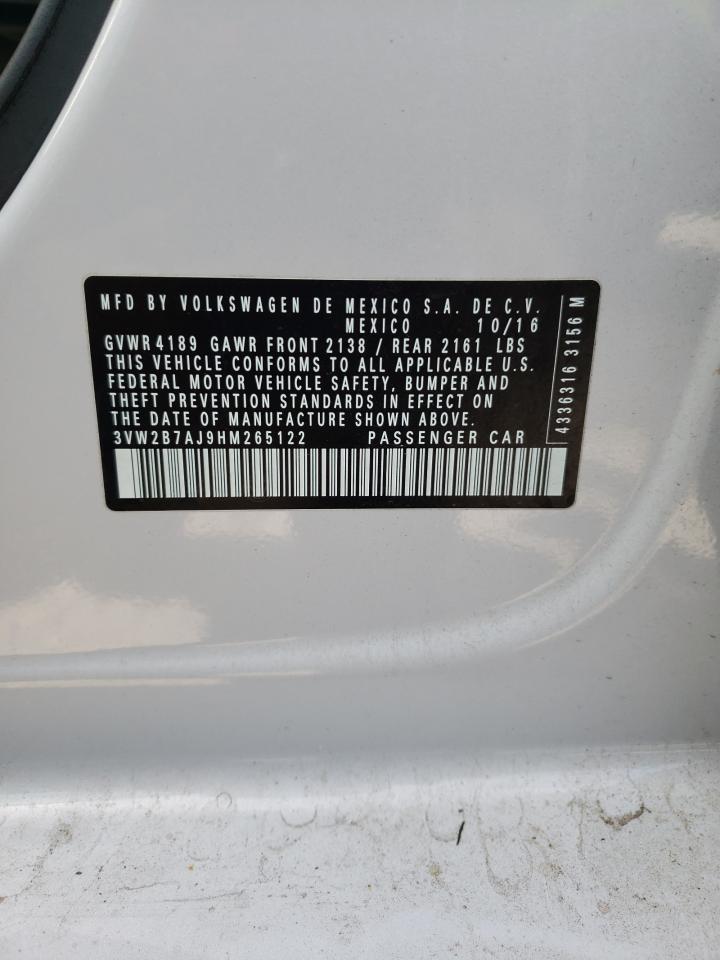 MFD BY VOLKSWAGEN DE MEXICO S.A. DE C.V.
MEXICO 10/16
GVWR 4189 GAWR FRONT 2138 / REAR 2161 LBS
THIS VEHICLE CONFORMS TO ALL APPLICABLE U.S.
FEDERAL MOTOR VEHICLE SAFETY, BUMPER AND
THEFT PREVENTION STANDARDS IN EFFECT ON
THE DATE OF MANUFACTURE SHOWN ABOVE.
3VW2B7AJ9HM265122 PASSENGER CAR
4336316 3156 M